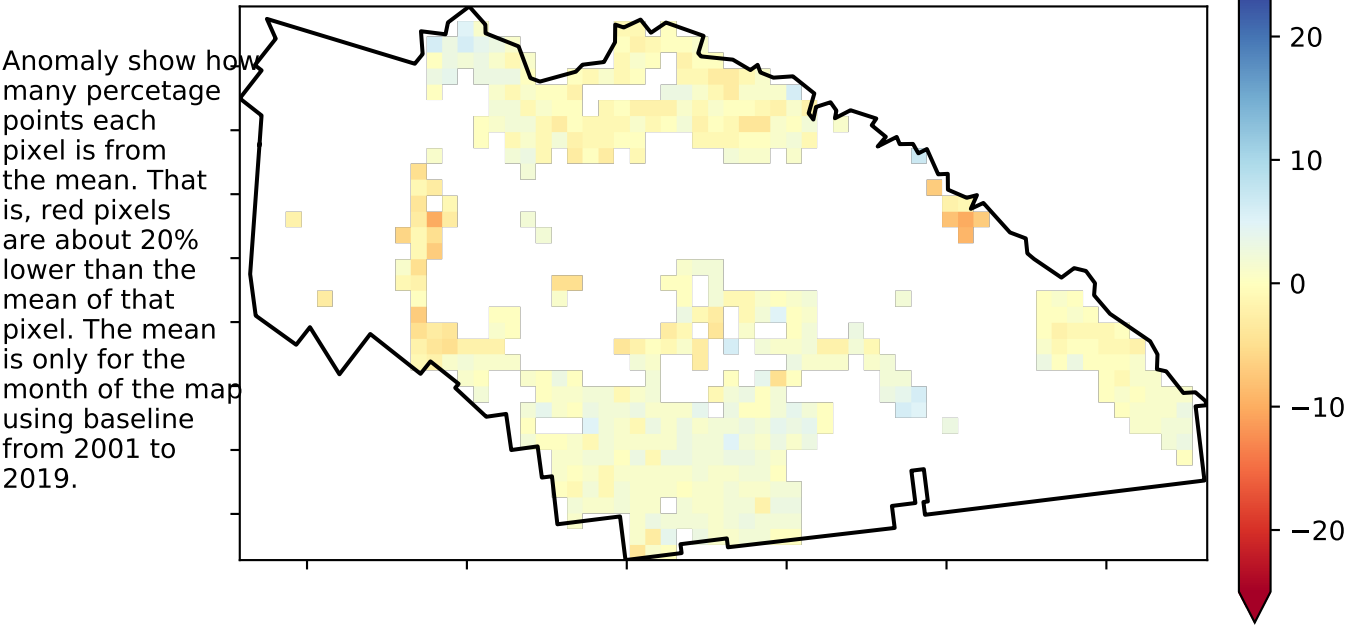 Anomaly show how
many percetage
points each
pixel is from
the mean. That
is, red pixels
are about 20%
lower than the
mean of that
pixel. The mean
is only for the
month of the map
using baseline
from 2001 to
2019.
20
10
0
−10
−20